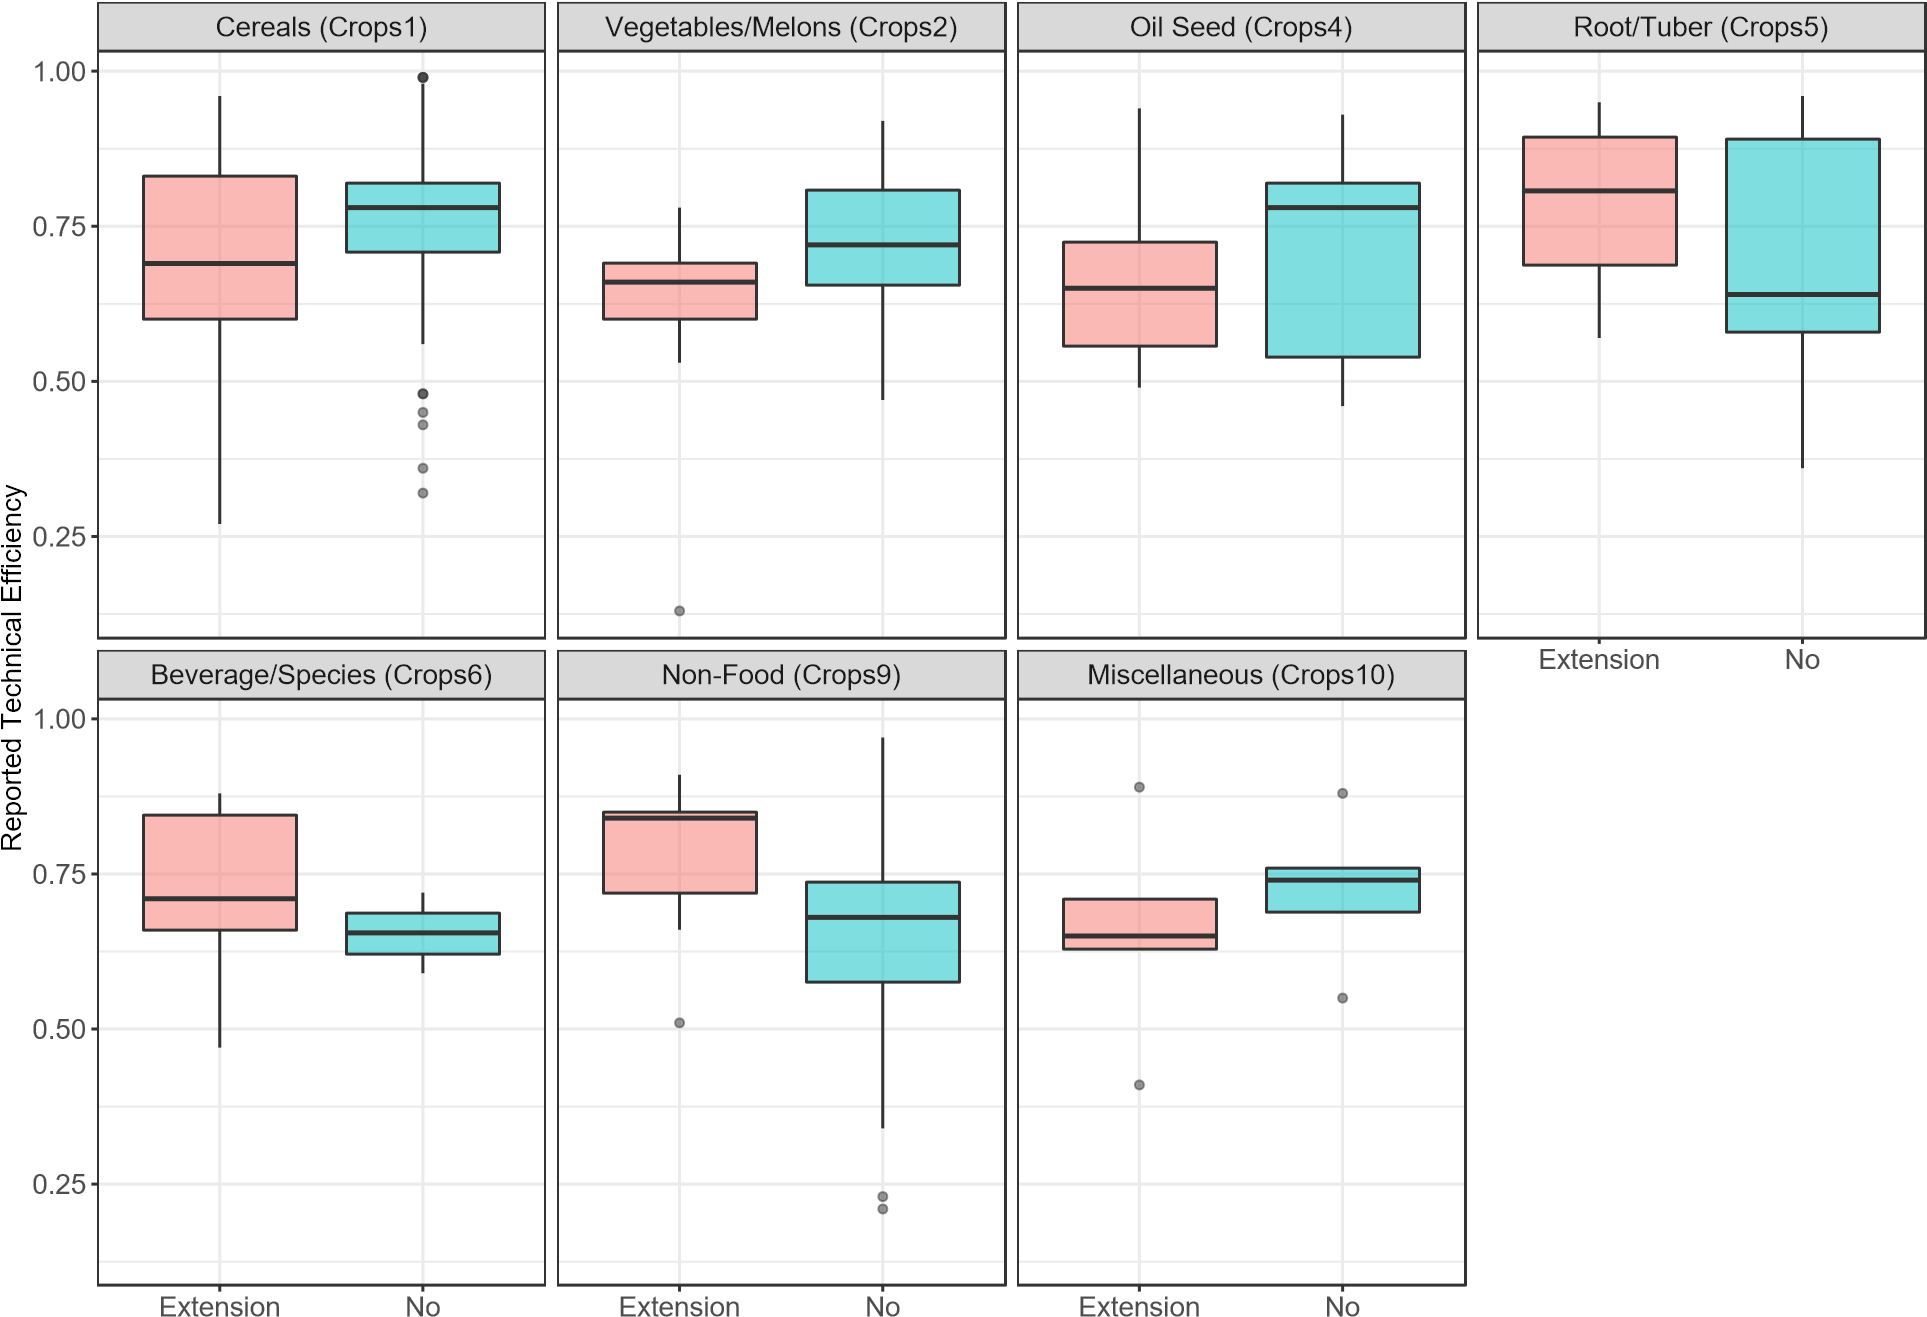 Cereals (Crops1)
Vegetables/Melons (Crops2)
Oil Seed (Crops4)
Root/Tuber (Crops5)
1.00
0.75
0.50
0.25
Extension
No
Reported Technical Efficiency
Beverage/Species (Crops6)
Non-Food (Crops9)
Miscellaneous (Crops10)
1.00
0.75
0.50
0.25
Extension
No
Extension
No
Extension
No